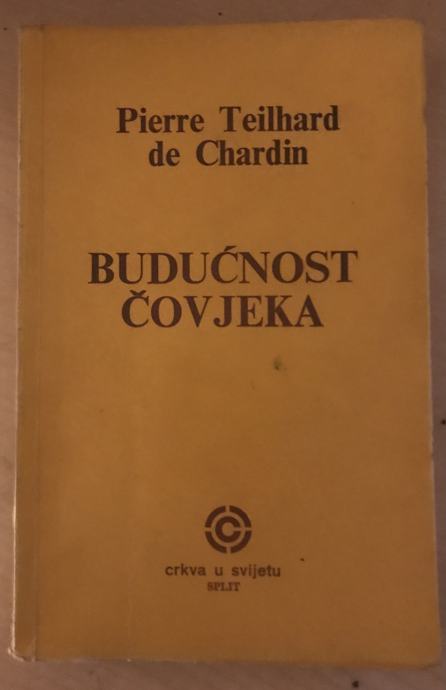 Pierre Teilhard
de Chardin
BUDUĆNOST
ČOVJEKA
crkva u svijetu
SPLIT